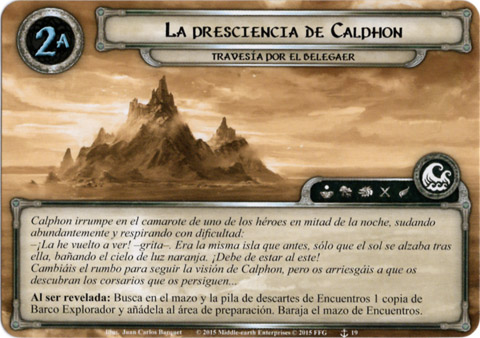 2A
La presciencia de Calphon
Travesía por el Belegaer
Calphon irrumpe en el camarote de uno de los héroes en mitad de la noche, sudando
abundantemente y respirando con dificultad:
–¡La he vuelto a ver! –grita–. Era la misma isla que antes, sólo que el sol se alzaba tras
ella, bañando el cielo de luz naranja. ¡Debe de estar al este!
Cambiáis el rumbo para seguir la visión de Calphon, pero os arriesgáis a que os
descubran los corsarios que os persiguen...
Al ser revelada: Busca en el mazo y la pila de descartes de Encuentros 1 copia de
Barco Explorador y añádela al área de preparación. Baraja el mazo de Encuentros.
Ilus. Juan Carlos Barquet © 2015 Middle-earth Enterprises © 2015 FFG 19